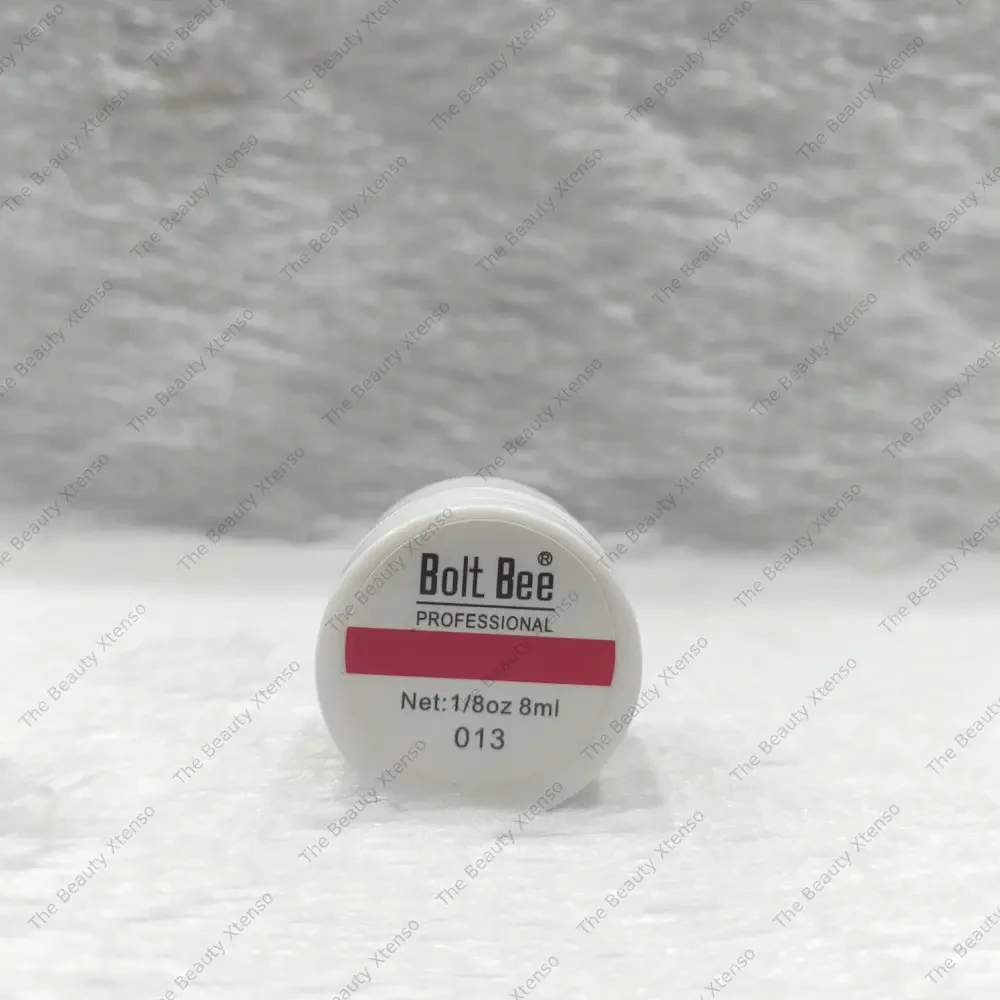 Bolt Bee®
PROFESSIONAL
Net:1/8oz 8ml
013
The Beauty Xtenso